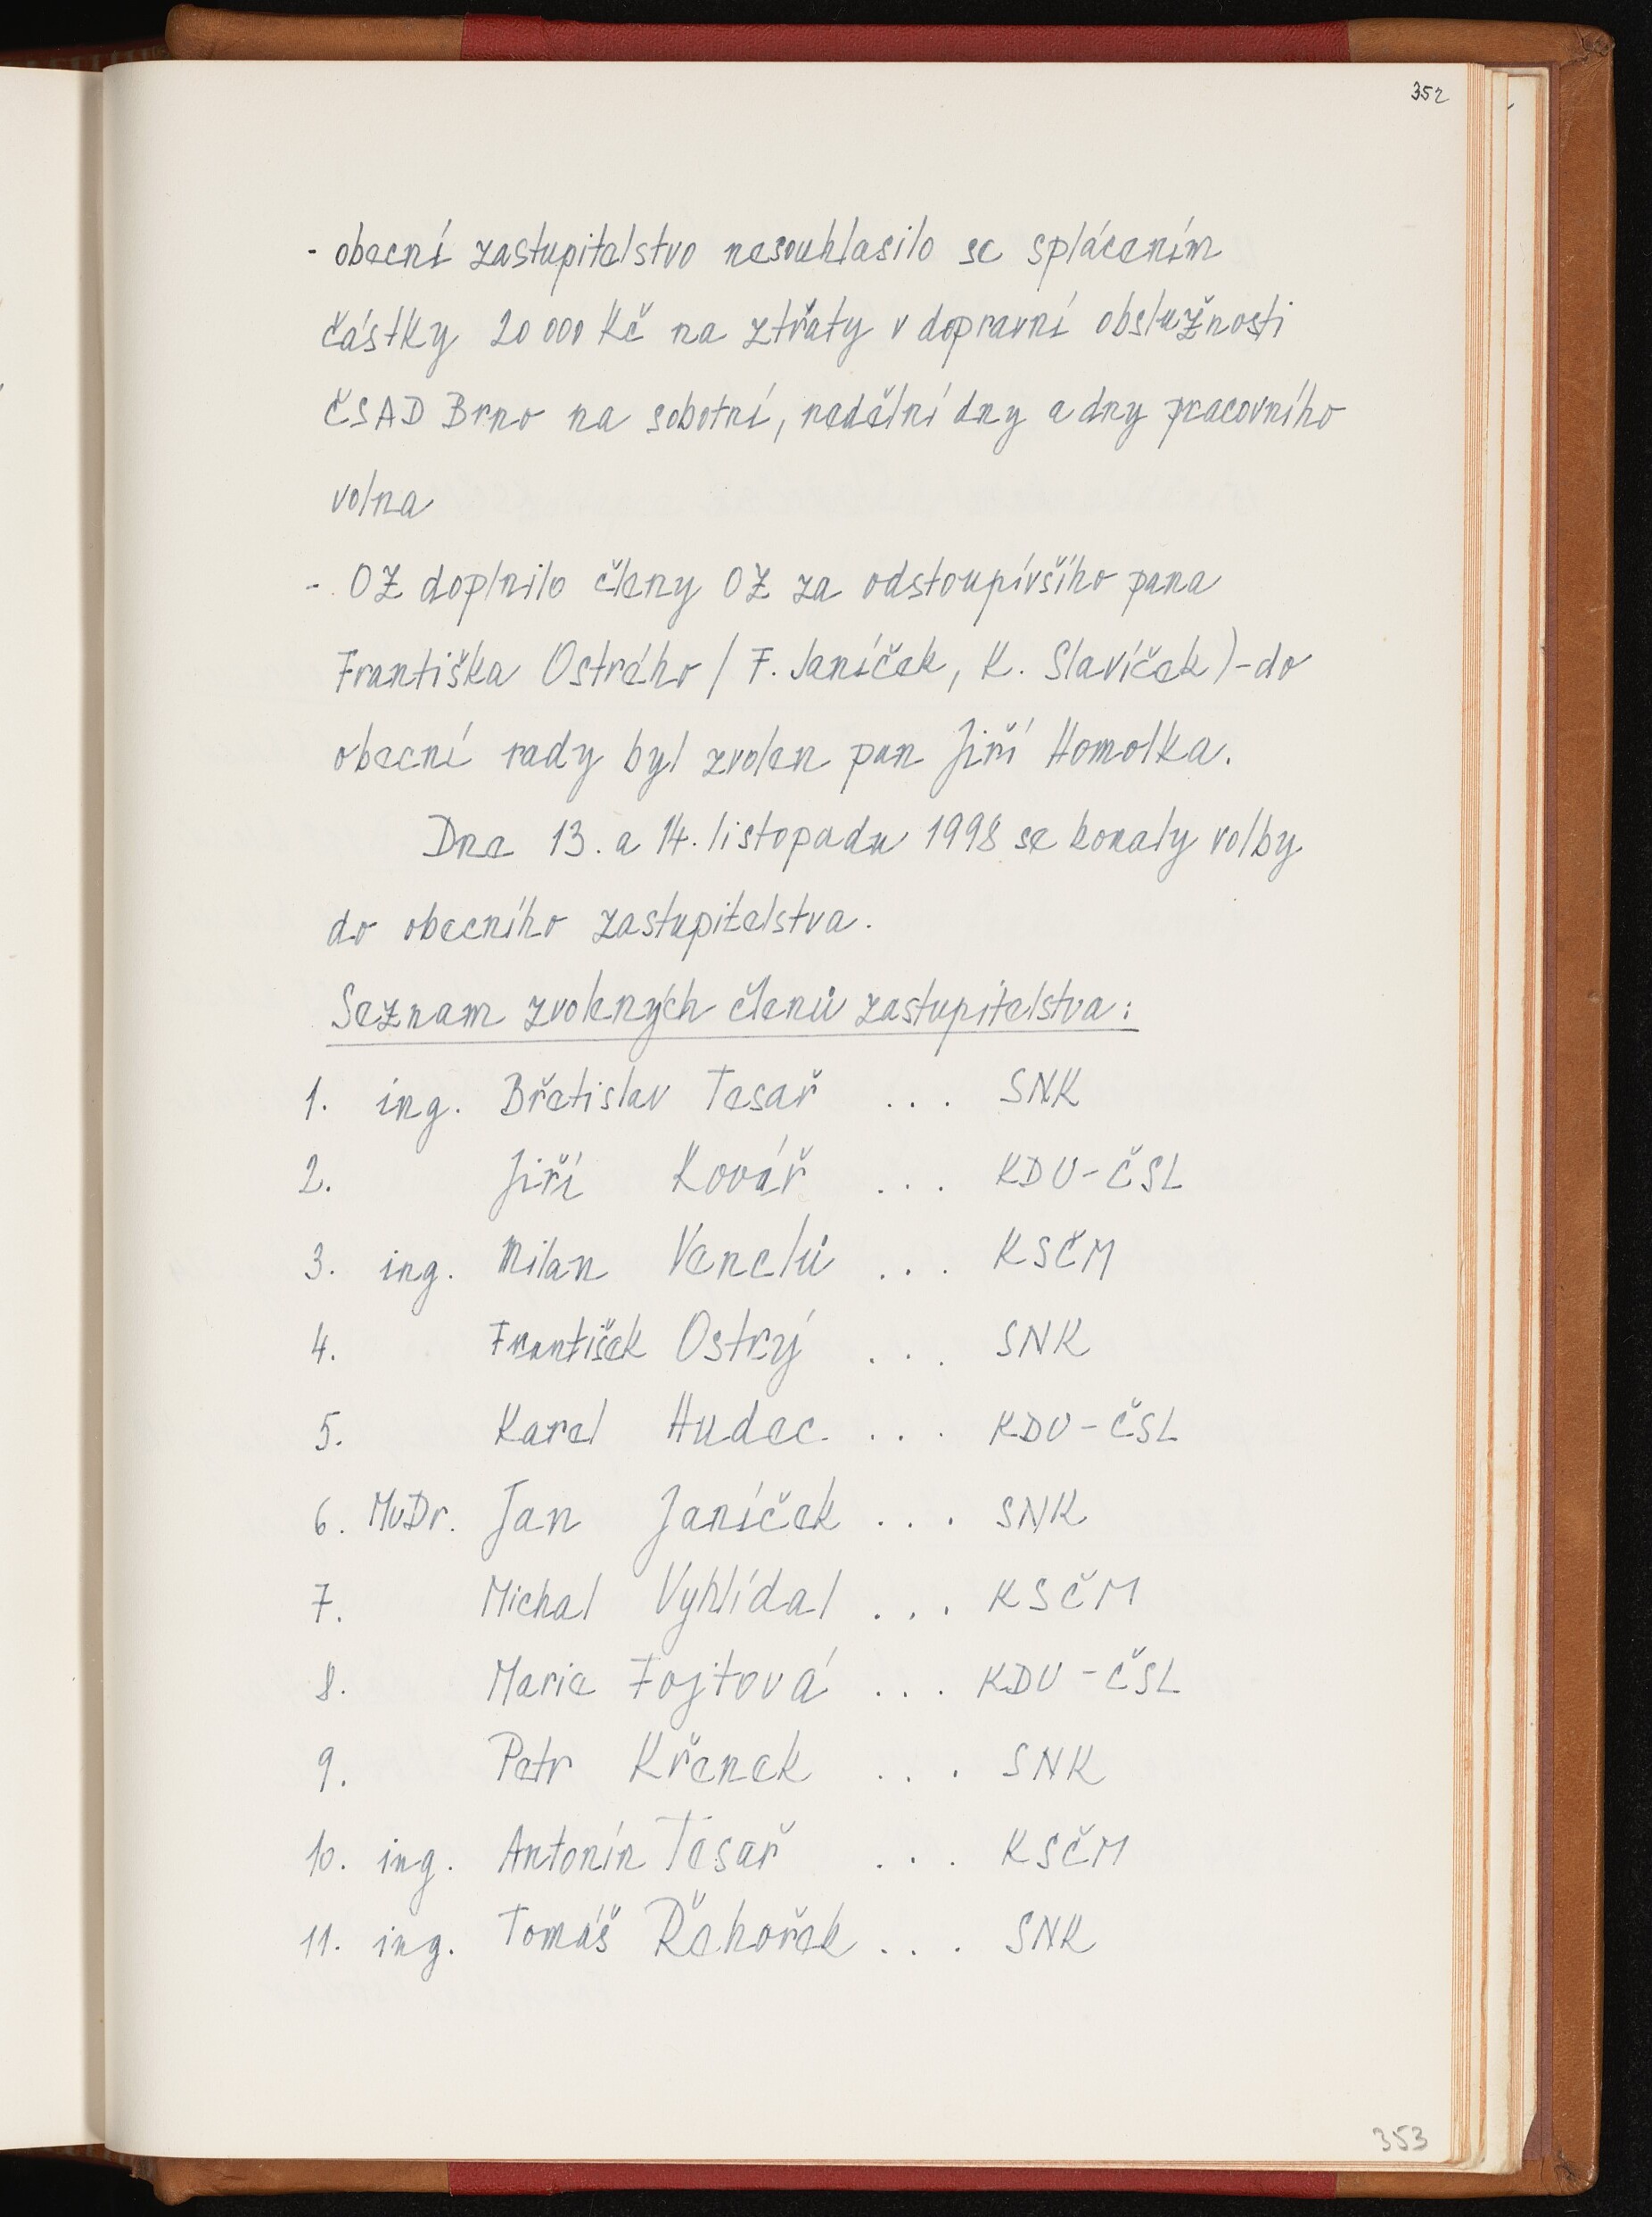 352
- obecní zastupitelstvo nesouhlasilo se splácením
částky 20 000 Kč na ztráty v dopravní obslužnosti
ČSAD Brno na sobotní, nedělní dny a dny pracovního
volna
- OZ doplnilo členy OZ za odstoupivšího pana
Františka Ostrého / F. Janíček, K. Slavíček) - do
obecní rady byl zvolen pan Jiří Homolka.
Dne 13. a 14. listopadu 1998 se konaly volby
do obecního zastupitelstva.
Seznam zvolených členů zastupitelstva:
1. ing. Břetislav Tesař ... SNK
2. Jiří Kovář ... KDU-ČSL
3. ing. Milan Venclů ... KSČM
4. František Ostrý ... SNK
5. Karel Hudec ... KDU-ČSL
6. MuDr. Jan Janíček ... SNK
7. Michal Vyhlídal ... KSČM
8. Marie Fojtová ... KDU-ČSL
9. Petr Křenek ... SNK
10. ing. Antonín Tesař ... KSČM
11. ing. Tomáš Řehořek ... SNK
353